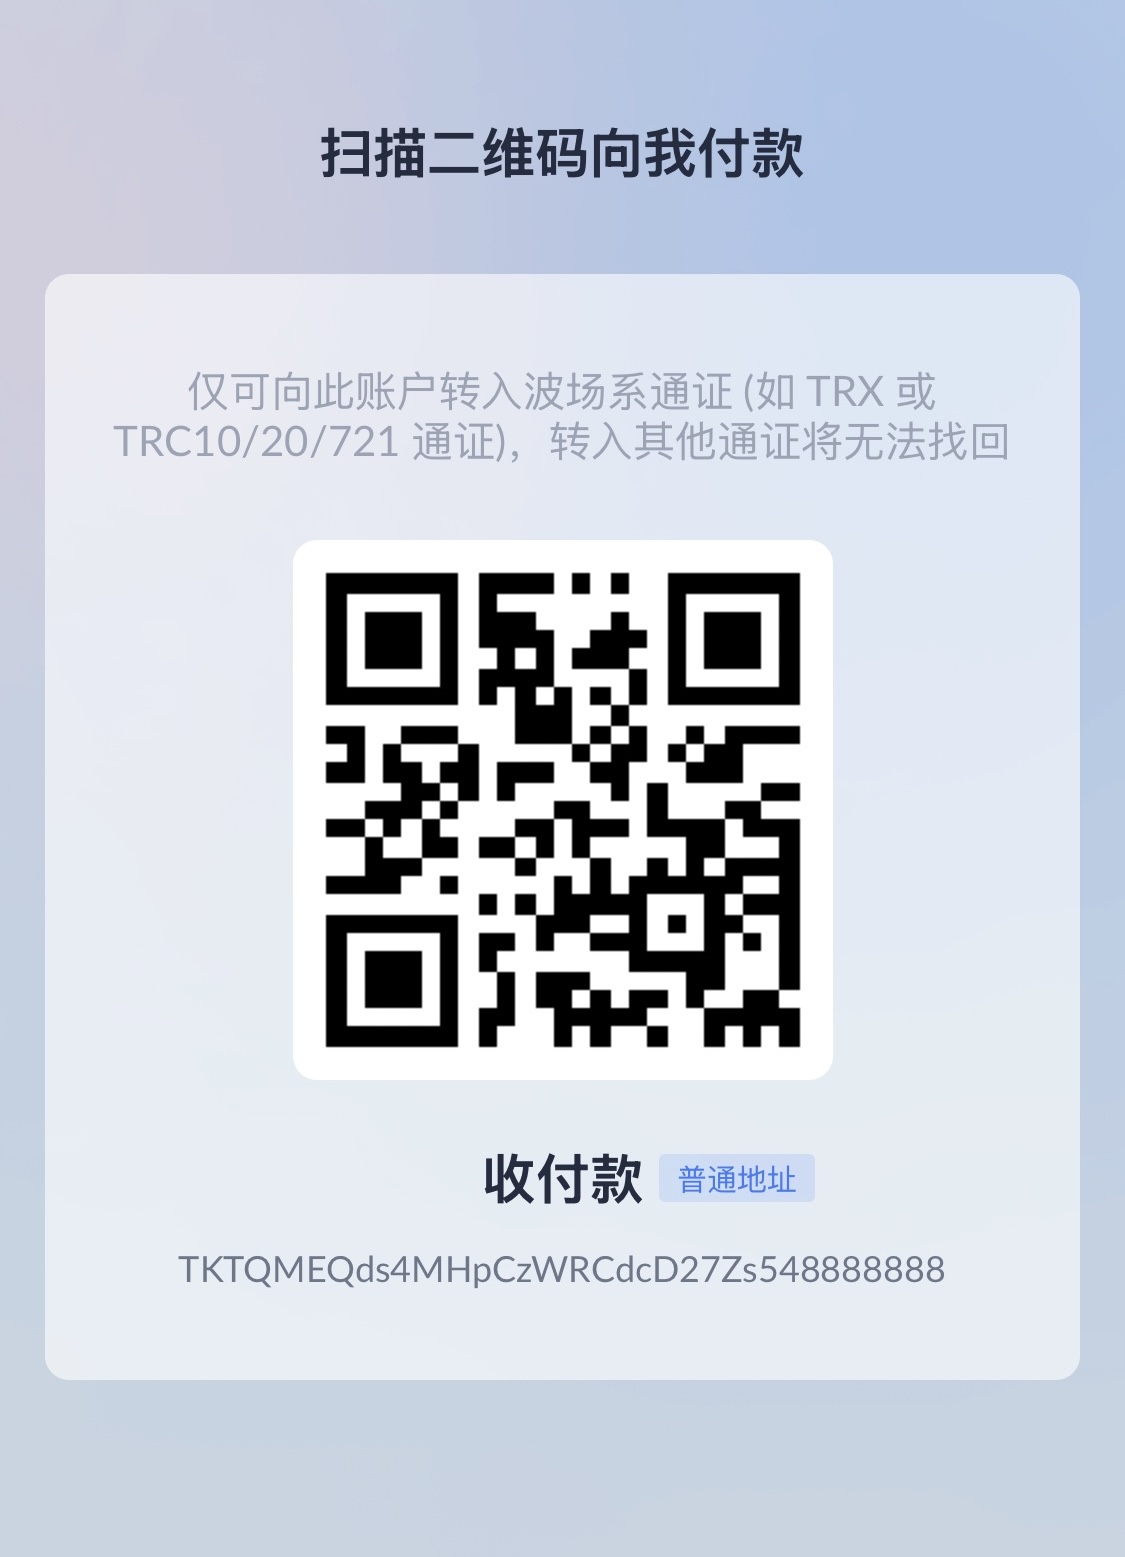 扫描二维码向我付款
仅可向此账户转入波场系通证 (如 TRX 或
TRC10/20/721 通证)，转入其他通证将无法找回
收付款 普通地址
TKTQMEQds4MHpCzWRCdcD27Zs548888888